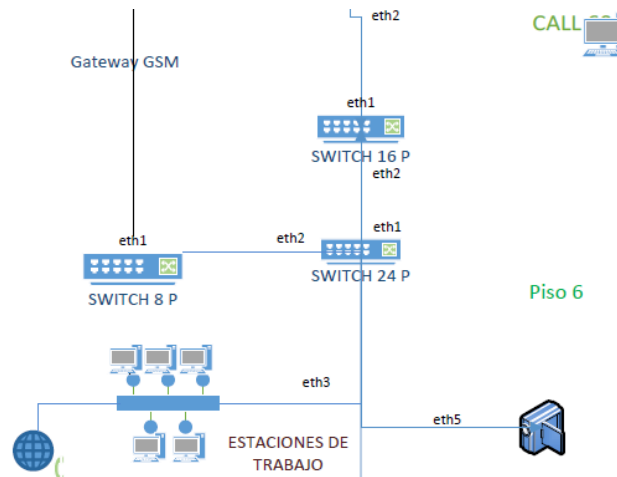 eth2
CALL
Gateway GSM
eth1
SWITCH 16 P
eth2
eth1
eth1
eth2
SWITCH 24 P
SWITCH 8 P
Piso 6
eth3
eth5
ESTACIONES DE
TRABAJO